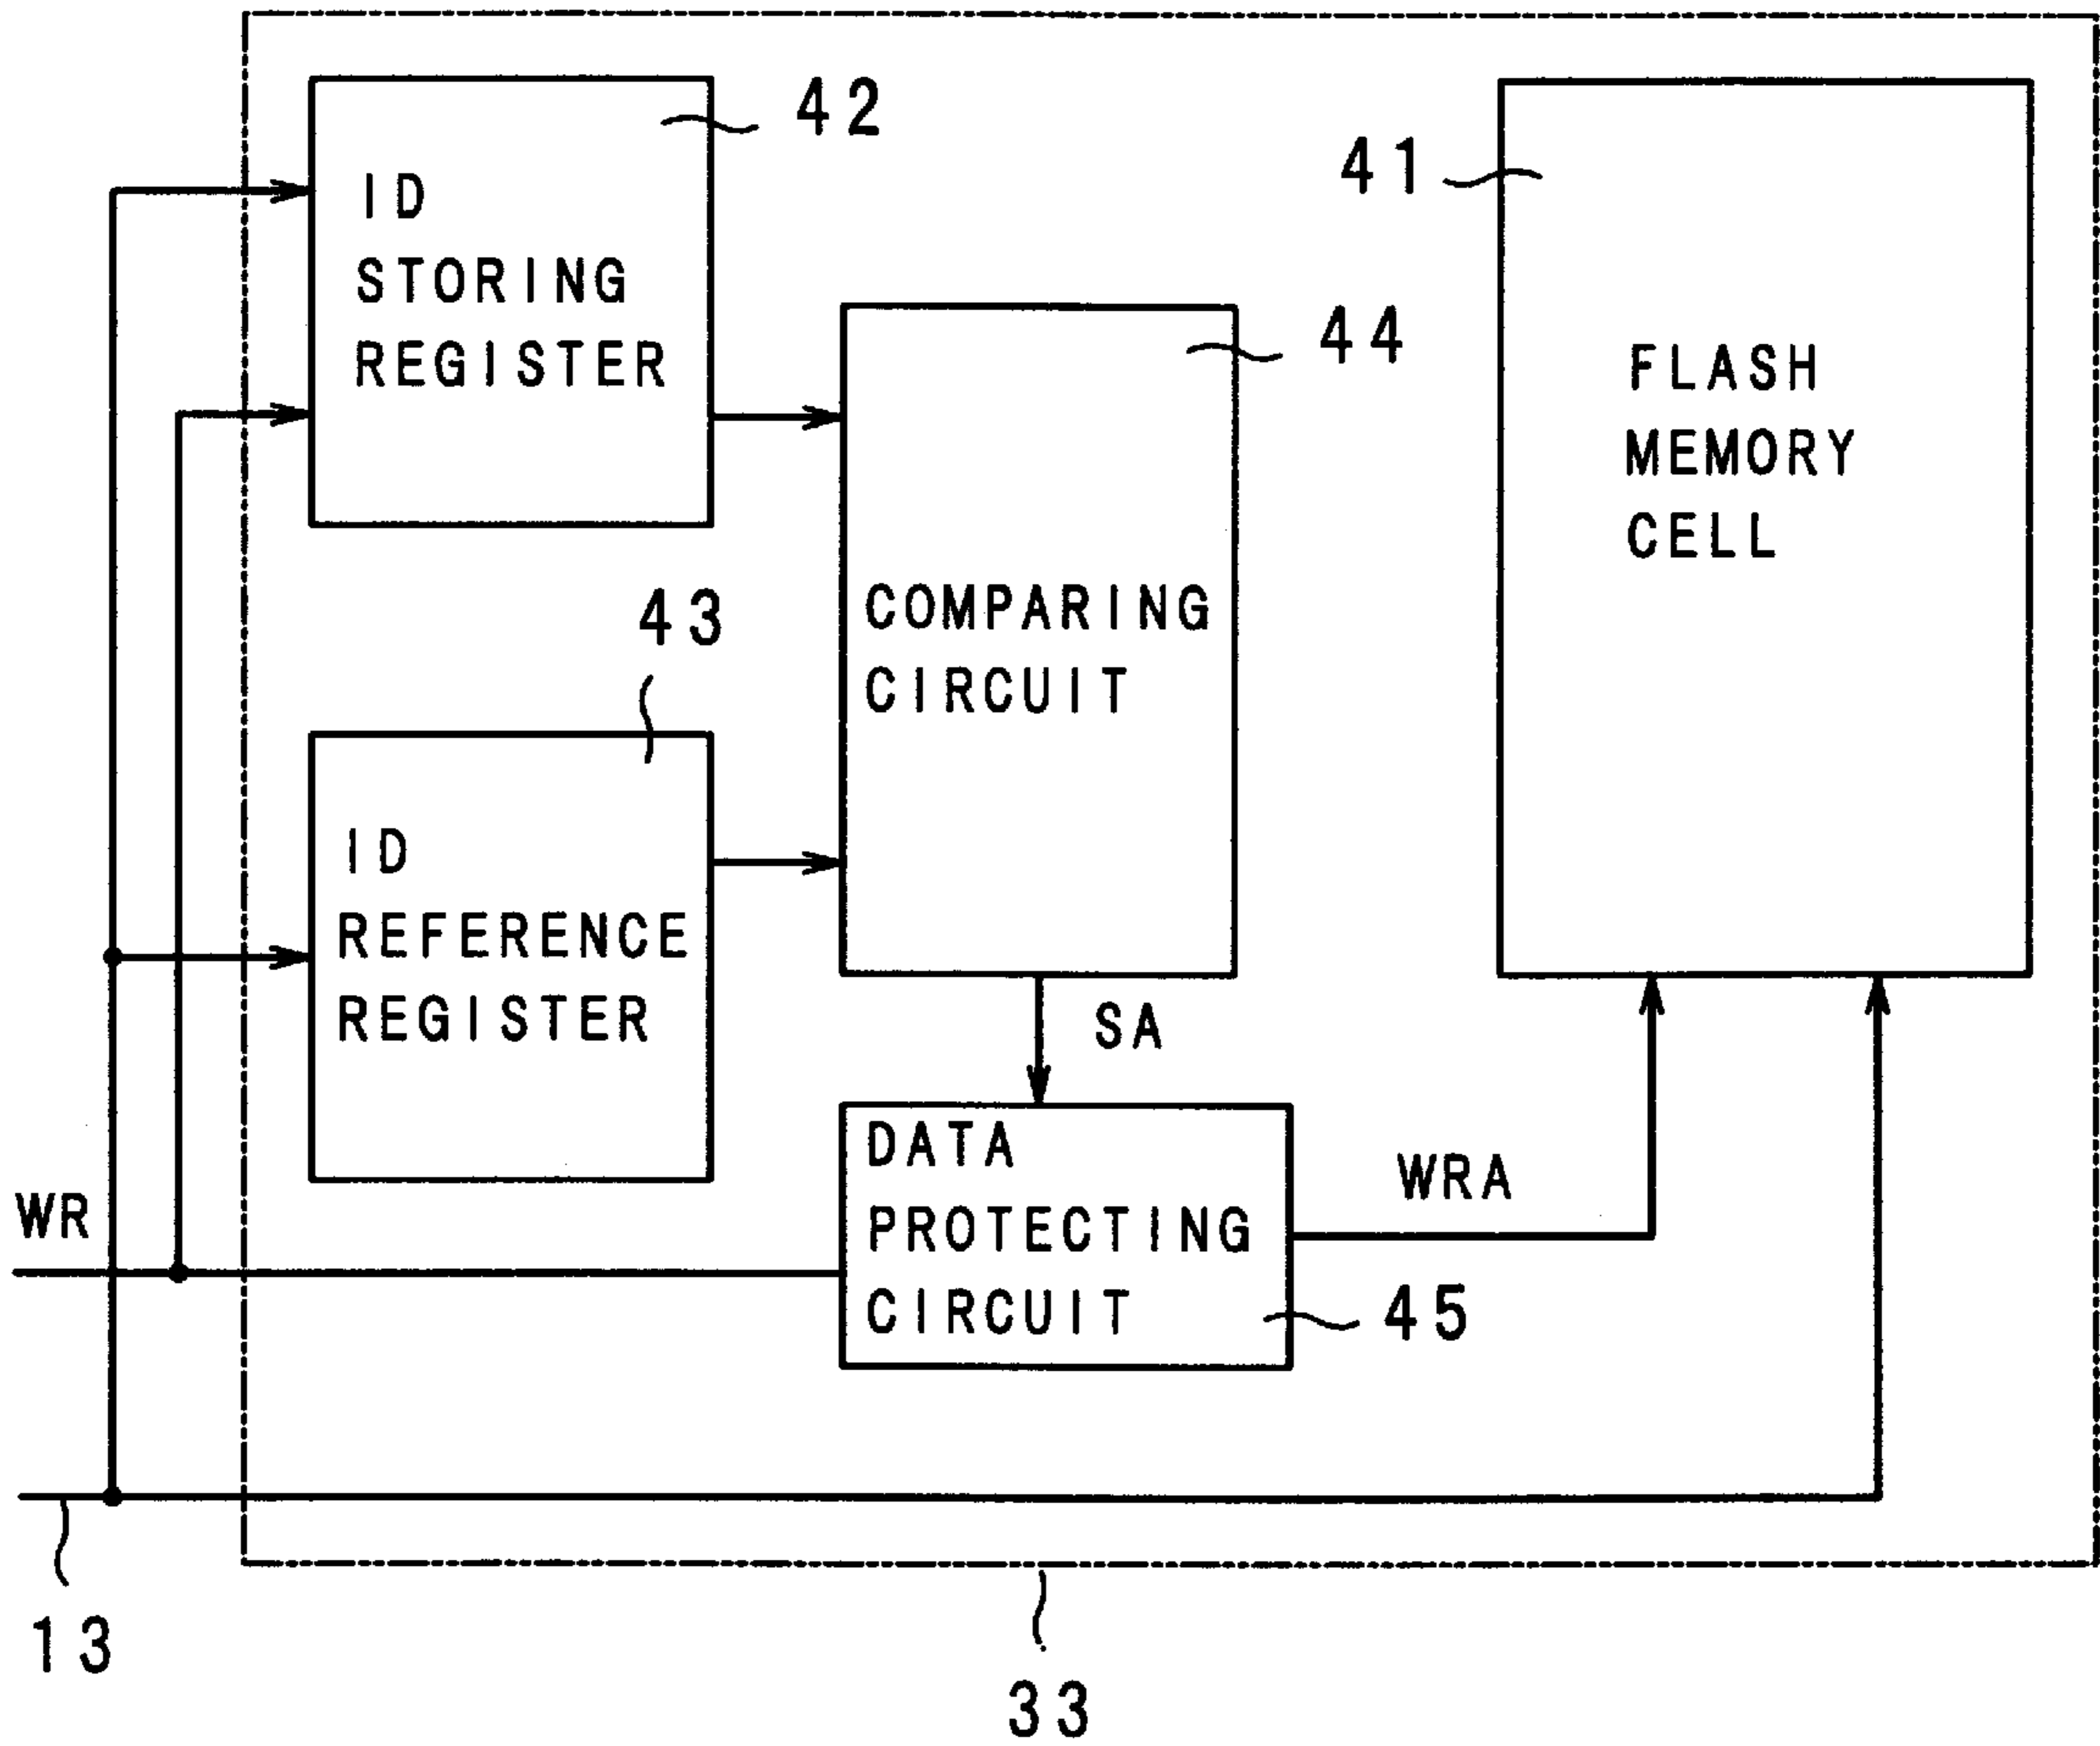 42
ID
STORING
REGISTER
41
FLASH
MEMORY
CELL
44
COMPARING
CIRCUIT
43
ID
REFERENCE
REGISTER
SA
DATA
PROTECTING
CIRCUIT
WRA
45
WR
13
33